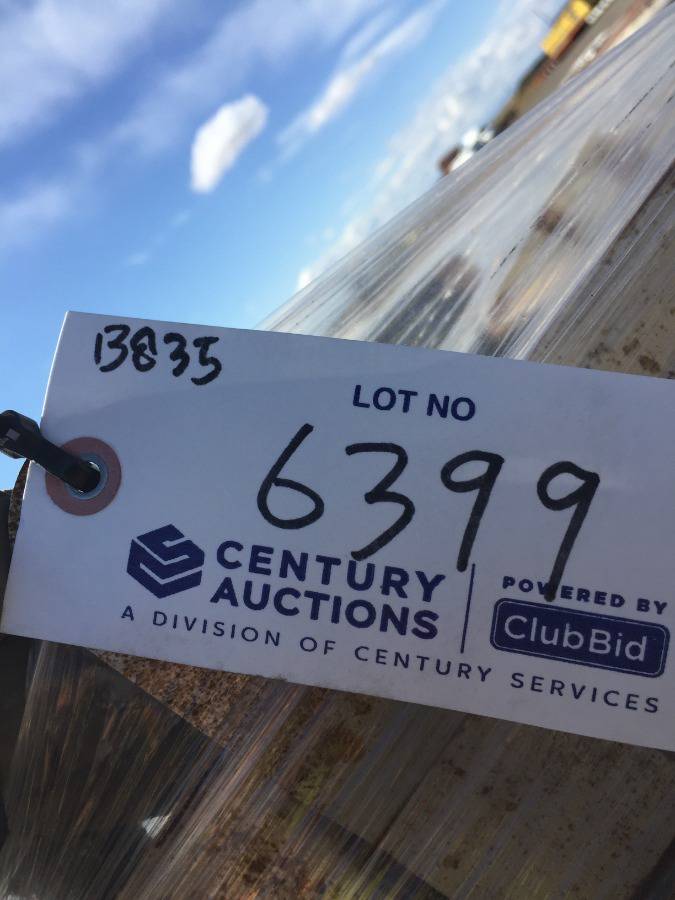 13835
LOT NO
6399
CENTURY
AUCTIONS
A DIVISION OF CENTURY SERVICES
POWERED BY
ClubBid